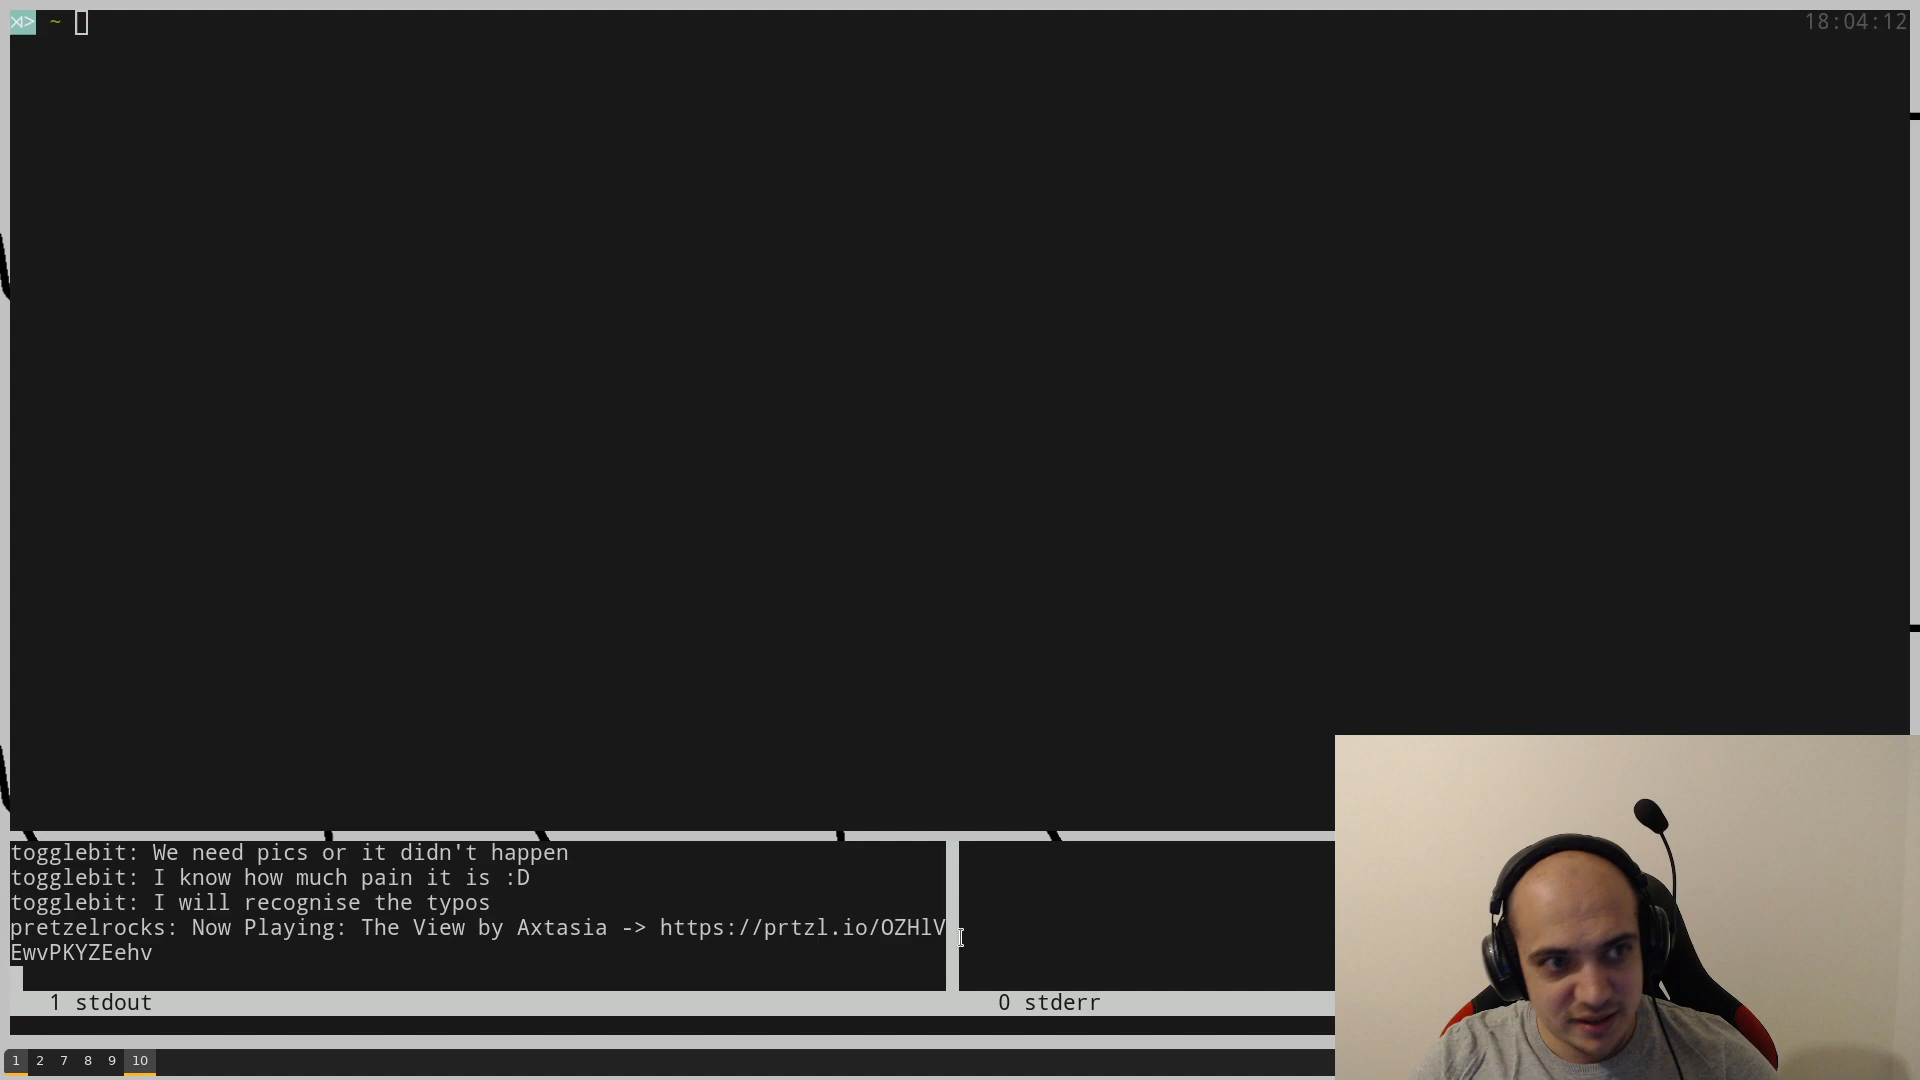 ⋊> ~ 18:04:12
togglebit: We need pics or it didn't happen
togglebit: I know how much pain it is :D
togglebit: I will recognise the typos
pretzelrocks: Now Playing: The View by Axtasia -> https://prtzl.io/OZHlV
EwvPKYZEehv
1 stdout 0 stderr
1 2 7 8 9 10